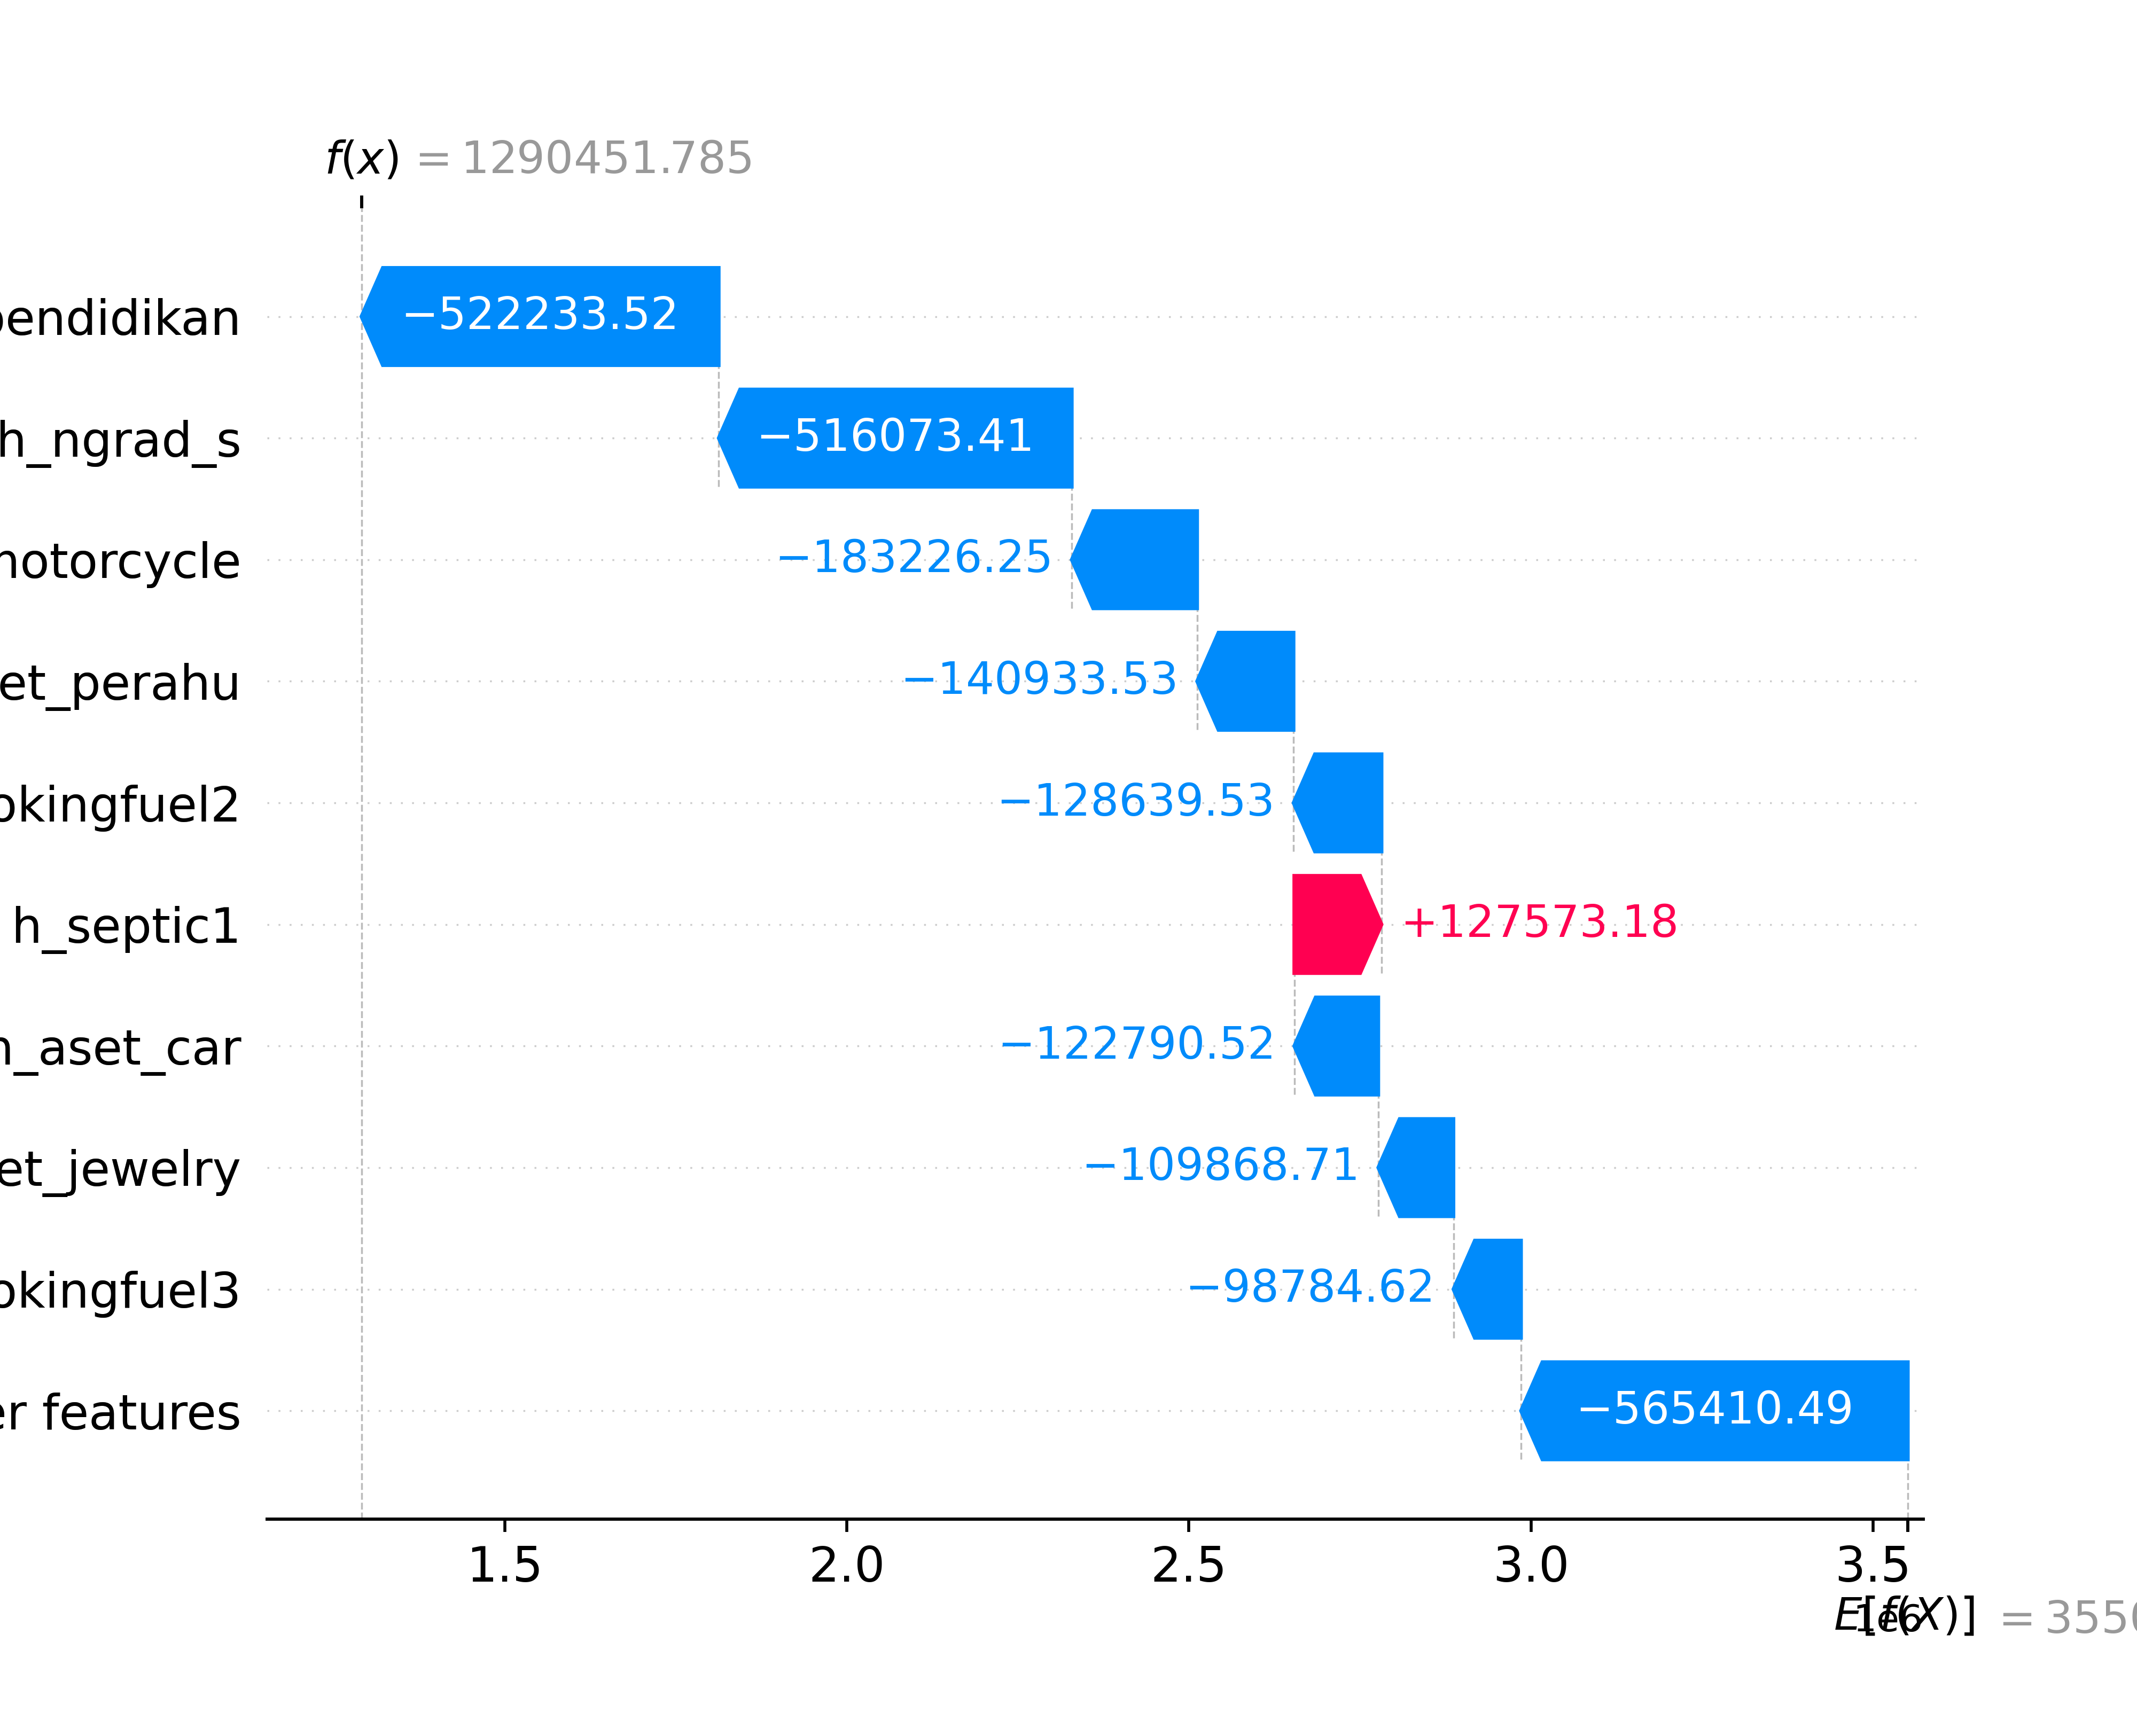 f(x) = 1290451.785
pendidikan −522233.52
h_ngrad_s −516073.41
motorcycle −183226.25
et_perahu −140933.53
okingfuel2 −128639.53
h_septic1 +127573.18
h_aset_car −122790.52
et_jewelry −109868.71
okingfuel3 −98784.62
er features −565410.49
1.5 2.0 2.5 3.0 3.5
1e6
E[f(X)] = 3550